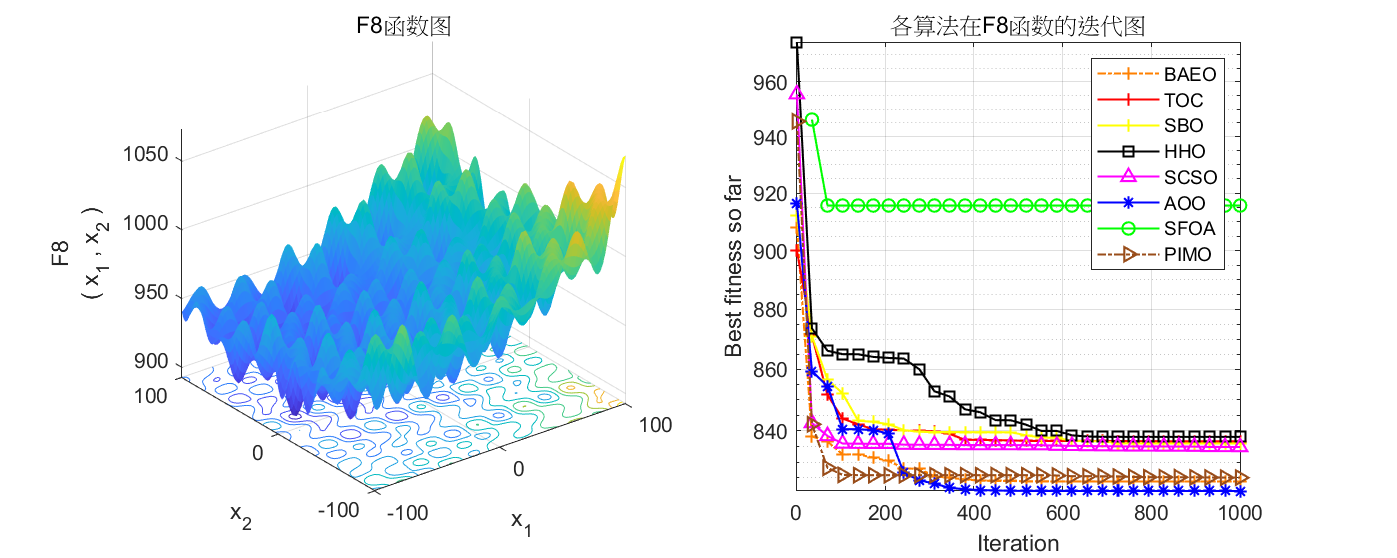 F8函数图
F8
( x1 , x2 )
1050
1000
950
900
100
0
-100
x2
-100
0
100
x1
各算法在F8函数的迭代图
Best fitness so far
960
940
920
900
880
860
840
0
200
400
600
800
1000
Iteration
BAEO
TOC
SBO
HHO
SCSO
AOO
SFOA
PIMO